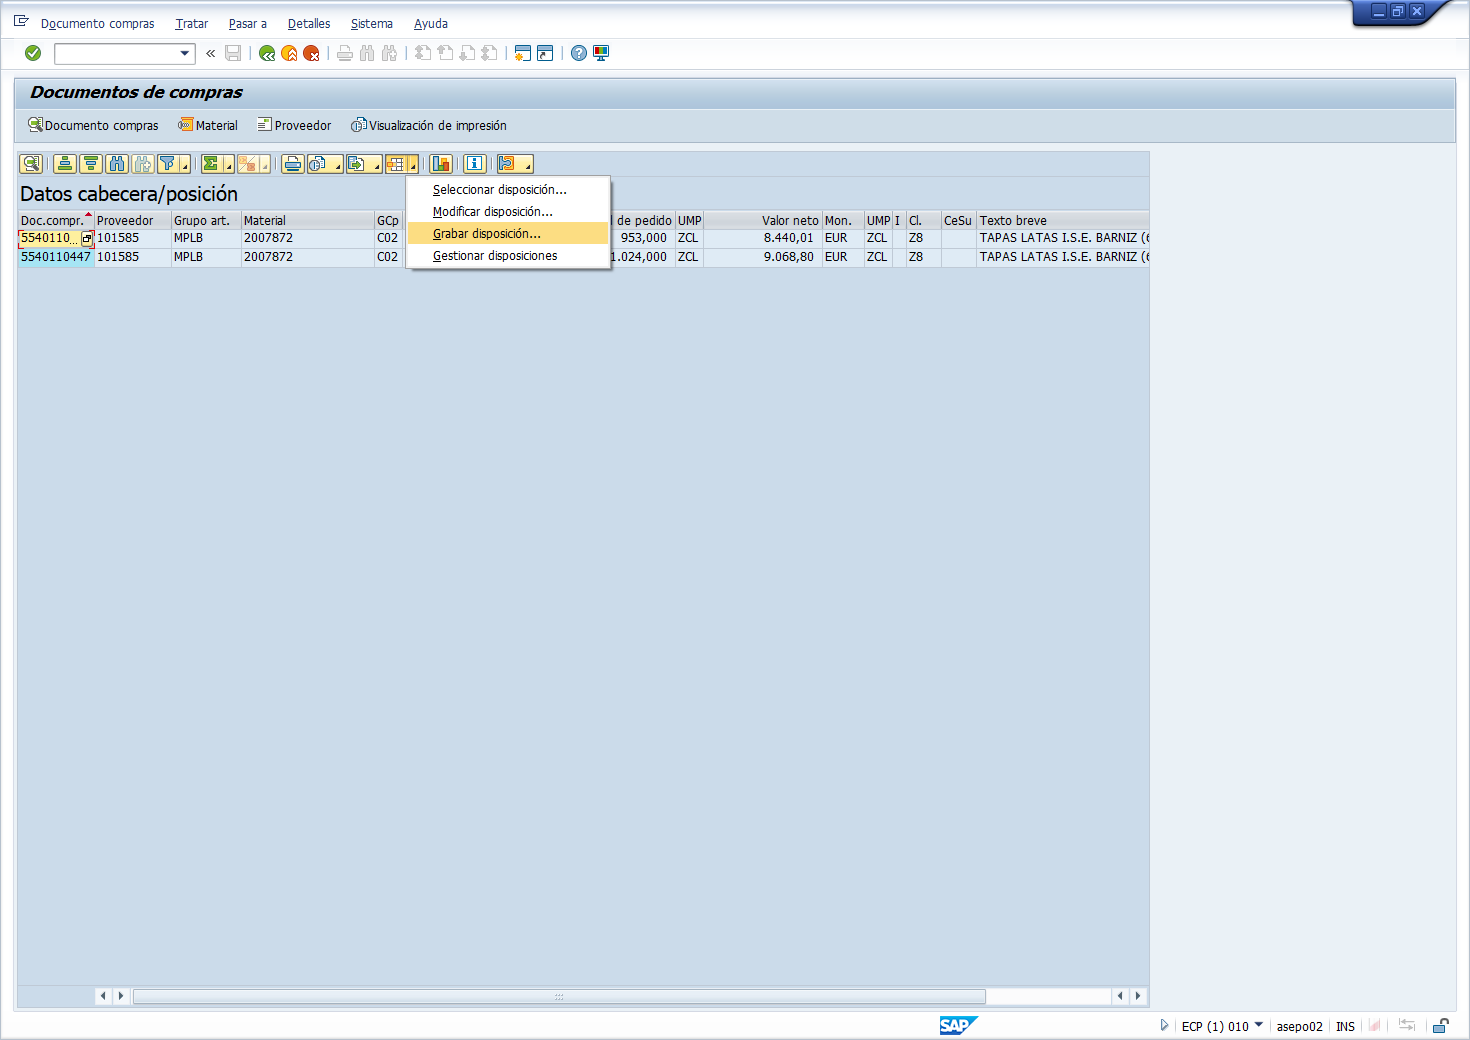 Documento compras Tratar Pasar a Detalles Sistema Ayuda
Documentos de compras
Documento compras Material Proveedor Visualización de impresión
Datos cabecera/posición
Seleccionar disposición...
Modificar disposición...
Grabar disposición...
Gestionar disposiciones
Doc.compr. Proveedor Grupo art. Material GCp de pedido UMP Valor neto Mon. UMP I Cl. CeSu Texto breve
5540110... 101585 MPLB 2007872 C02 953,000 ZCL 8.440,01 EUR ZCL Z8 TAPAS LATAS I.S.E. BARNIZ (6
5540110447 101585 MPLB 2007872 C02 1.024,000 ZCL 9.068,80 EUR ZCL Z8 TAPAS LATAS I.S.E. BARNIZ (6
SAP ECP (1) 010 asepo02 INS